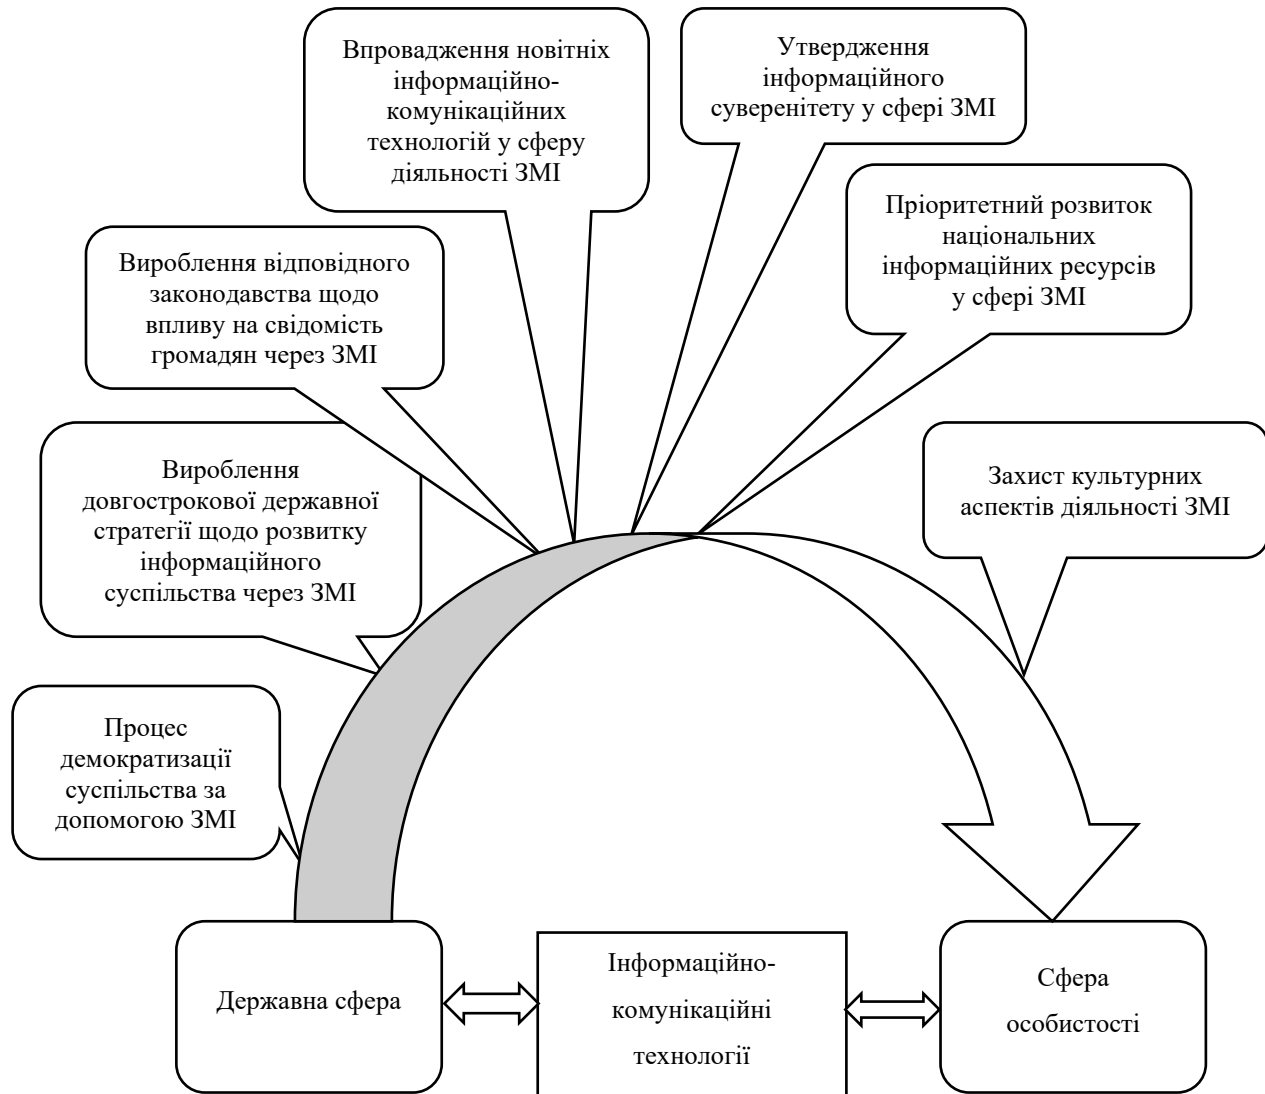 Впровадження новітніх
інформаційно-
комунікаційних
технологій у сферу
діяльності ЗМІ
Утвердження
інформаційного
суверенітету у сфері ЗМІ
Пріоритетний розвиток
національних
інформаційних ресурсів
у сфері ЗМІ
Вироблення відповідного
законодавства щодо
впливу на свідомість
громадян через ЗМІ
Вироблення
довгострокової державної
стратегії щодо розвитку
інформаційного
суспільства через ЗМІ
Захист культурних
аспектів діяльності ЗМІ
Процес
демократизації
суспільства за
допомогою ЗМІ
Державна сфера
Інформаційно-
комунікаційні
технології
Сфера
особистості